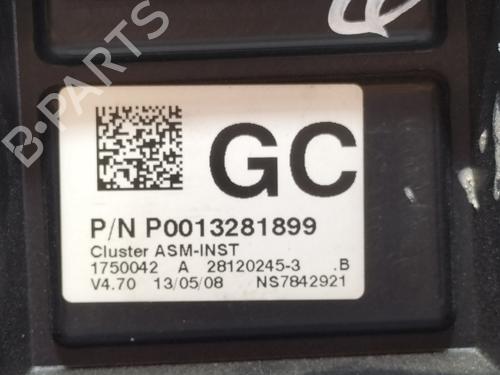 B-PARTS
GC
P/N P0013281899
Cluster ASM-INST
1750042 A 28120245-3 .B
V4.70 13/05/08 NS7842921